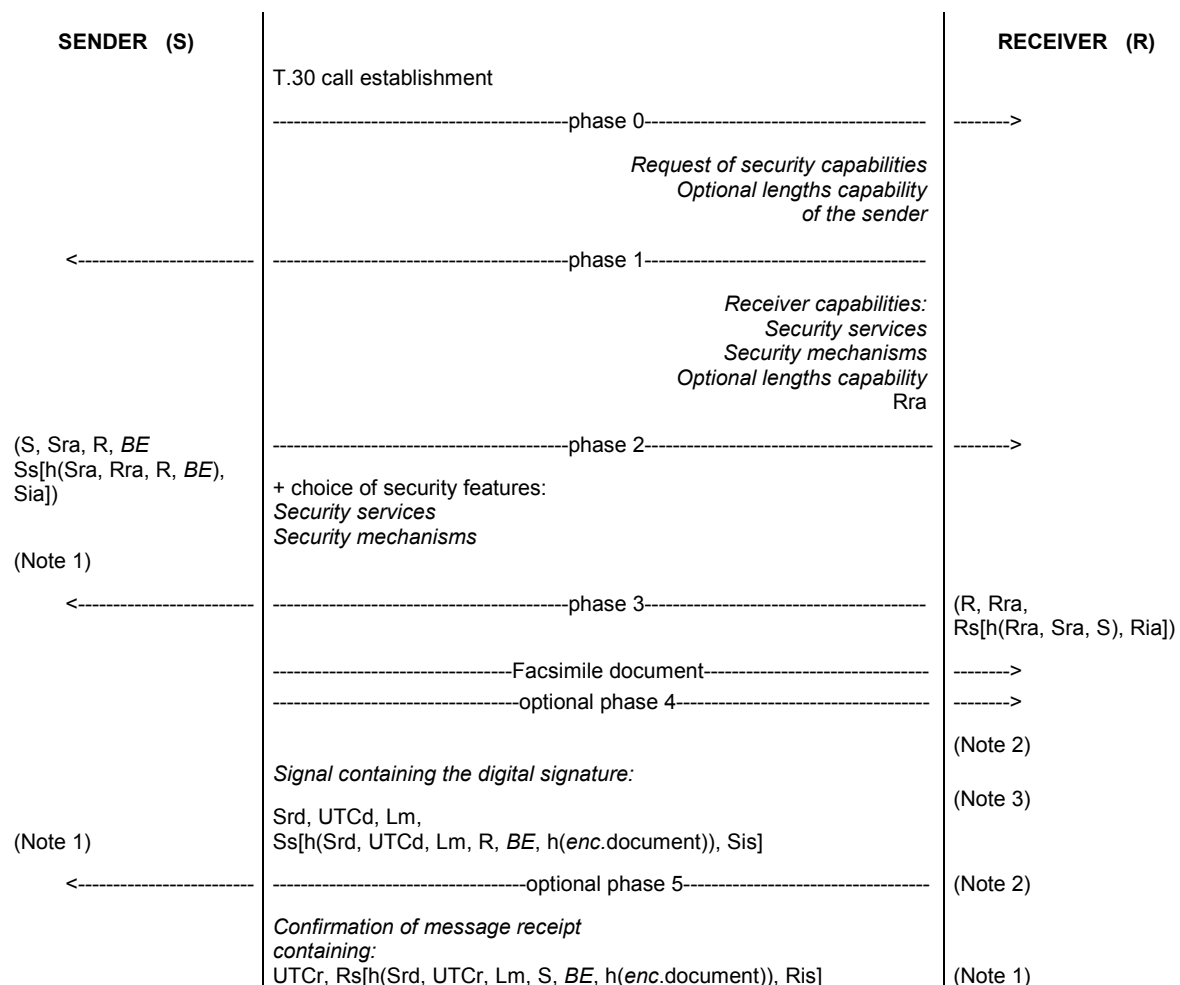 SENDER (S)
RECEIVER (R)
T.30 call establishment
------------------------------------------phase 0---------------------------------------- -------->
Request of security capabilities
Optional lengths capability
of the sender
<------------------------- ------------------------------------------phase 1----------------------------------------
Receiver capabilities:
Security services
Security mechanisms
Optional lengths capability
Rra
(S, Sra, R, BE
Ss[h(Sra, Rra, R, BE),
Sia])
------------------------------------------phase 2----------------------------------------- -------->
+ choice of security features:
Security services
Security mechanisms
(Note 1)
<------------------------- ------------------------------------------phase 3----------------------------------------
(R, Rra,
Rs[h(Rra, Sra, S), Ria])
----------------------------------Facsimile document-------------------------------- -------->
-----------------------------------optional phase 4------------------------------------ -------->
(Note 2)
Signal containing the digital signature:
(Note 3)
Srd, UTCd, Lm,
(Note 1)
Ss[h(Srd, UTCd, Lm, R, BE, h(enc.document)), Sis]
<------------------------- ------------------------------------optional phase 5----------------------------------- (Note 2)
Confirmation of message receipt
containing:
UTCr, Rs[h(Srd, UTCr, Lm, S, BE, h(enc.document)), Ris]
(Note 1)